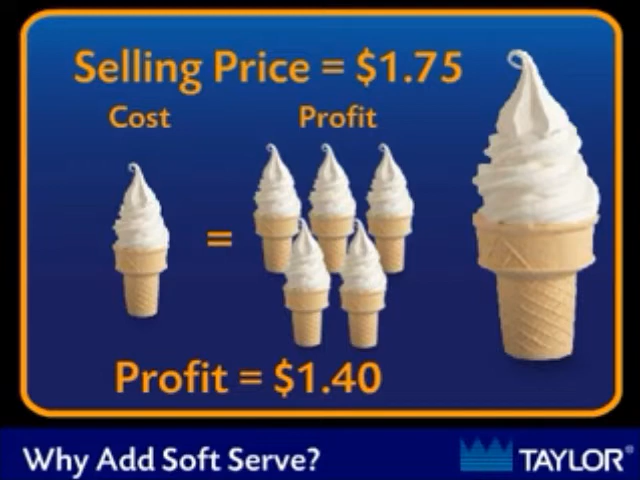 Selling Price = $1.75
Cost Profit
=
Profit = $1.40
Why Add Soft Serve? TAYLOR®